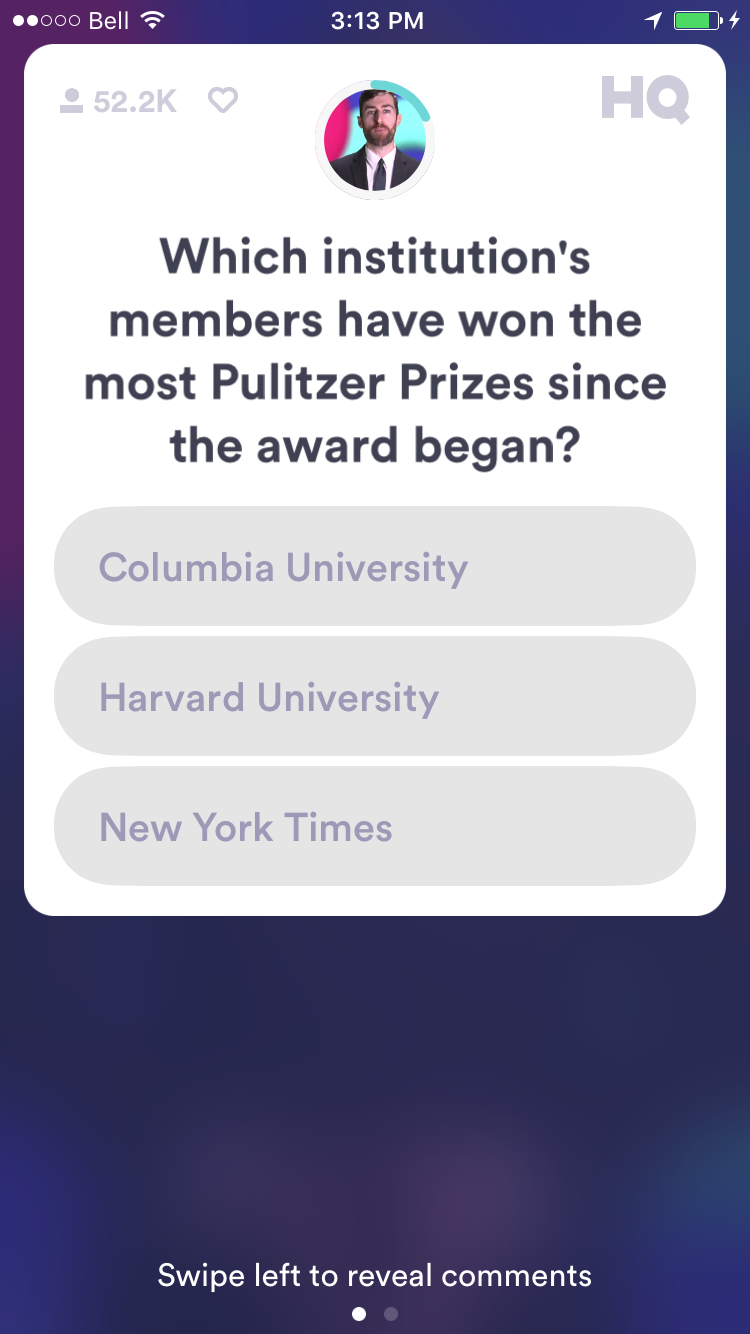 Bell 3:13 PM
52.2K HQ
Which institution's
members have won the
most Pulitzer Prizes since
the award began?
Columbia University
Harvard University
New York Times
Swipe left to reveal comments